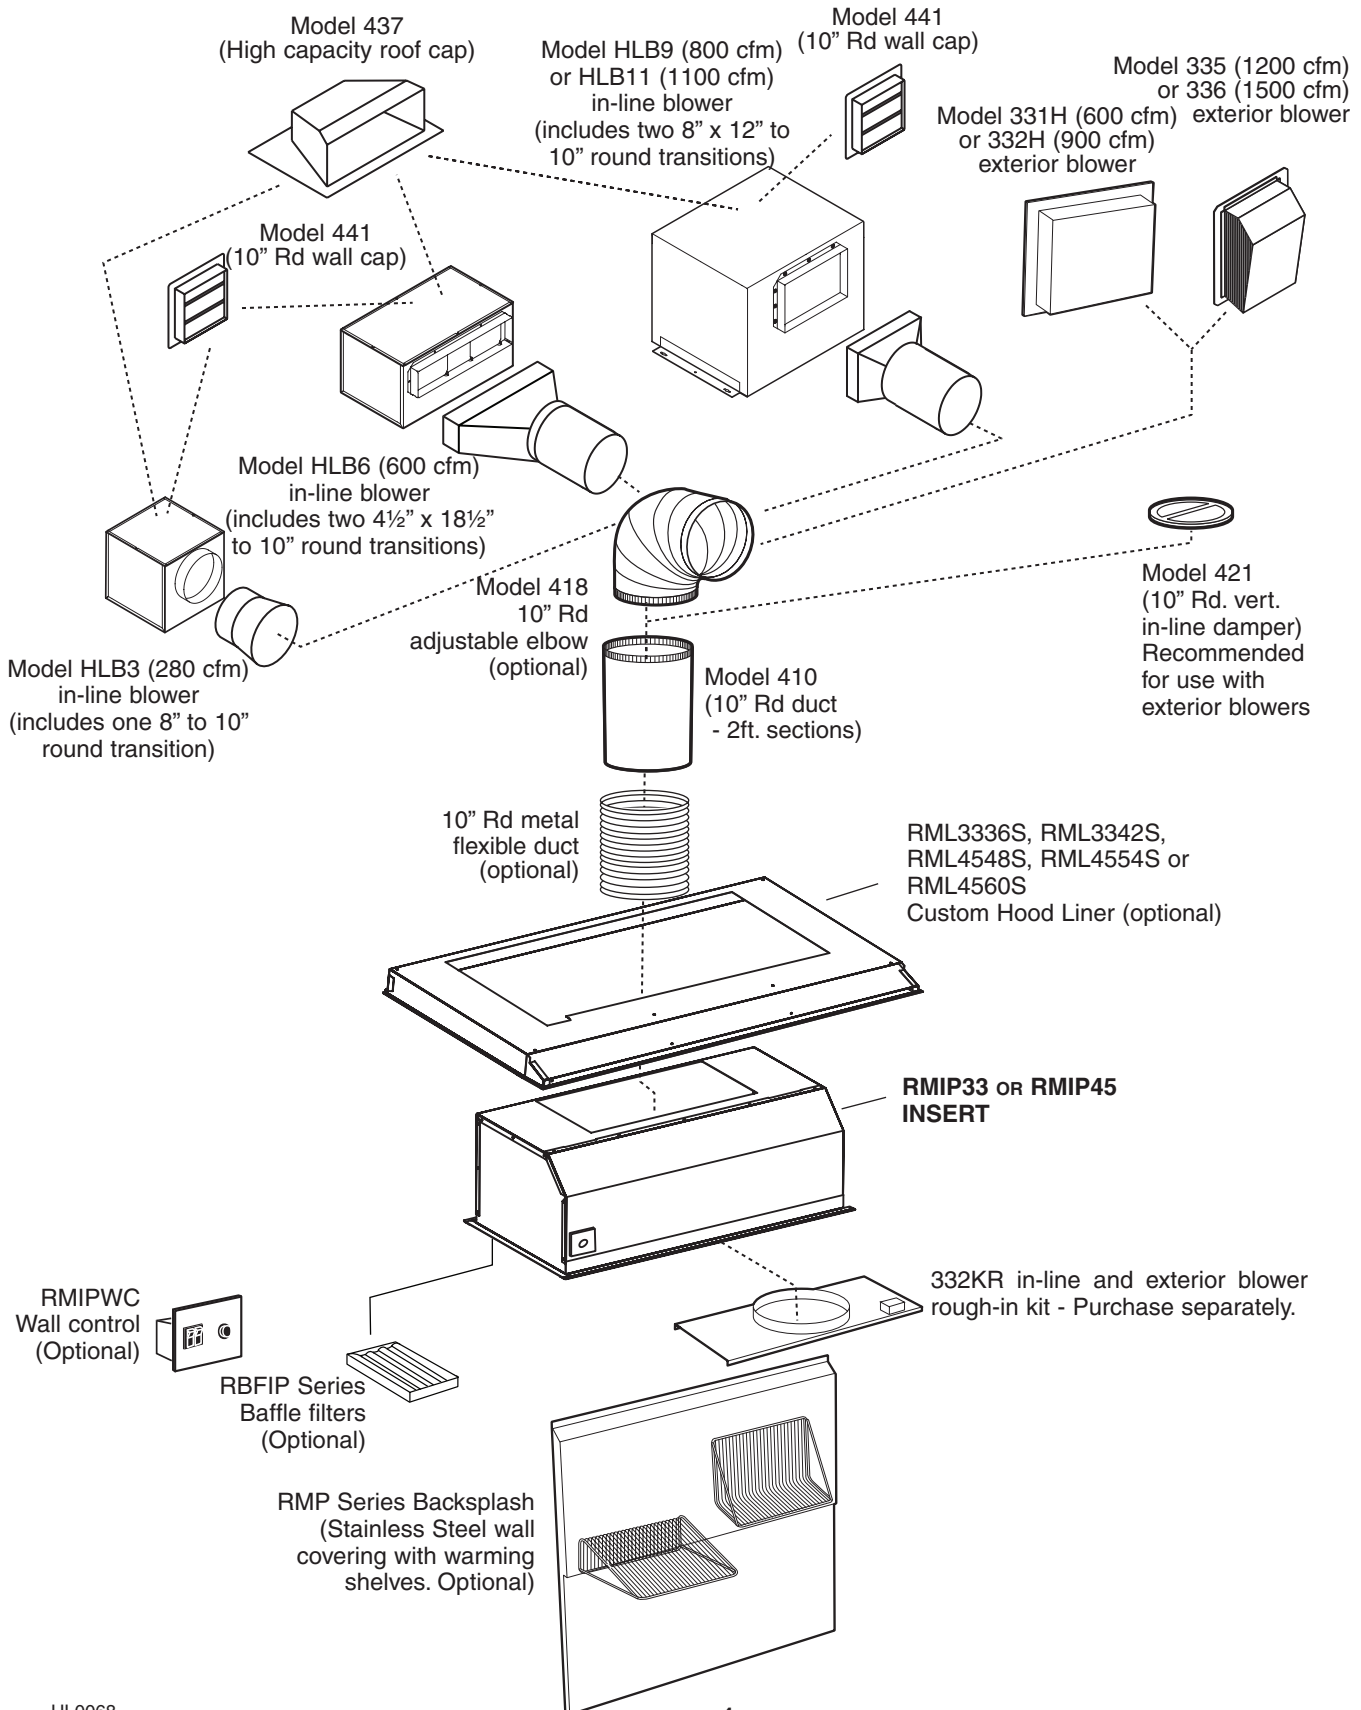 Model 437
(High capacity roof cap)
Model HLB9 (800 cfm)
or HLB11 (1100 cfm)
in-line blower
(includes two 8” x 12” to
10” round transitions)
Model 441
(10” Rd wall cap)
Model 331H (600 cfm)
or 332H (900 cfm)
exterior blower
Model 335 (1200 cfm)
or 336 (1500 cfm)
exterior blower
Model 441
(10” Rd wall cap)
Model HLB6 (600 cfm)
in-line blower
(includes two 4½” x 18½”
to 10” round transitions)
Model HLB3 (280 cfm)
in-line blower
(includes one 8” to 10”
round transition)
Model 418
10” Rd
adjustable elbow
(optional)
Model 421
(10” Rd. vert.
in-line damper)
Recommended
for use with
exterior blowers
Model 410
(10” Rd duct
- 2ft. sections)
10” Rd metal
flexible duct
(optional)
RML3336S, RML3342S,
RML4548S, RML4554S or
RML4560S
Custom Hood Liner (optional)
RMIP33 OR RMIP45
INSERT
332KR in-line and exterior blower
rough-in kit - Purchase separately.
RMIPWC
Wall control
(Optional)
RBFIP Series
Baffle filters
(Optional)
RMP Series Backsplash
(Stainless Steel wall
covering with warming
shelves. Optional)